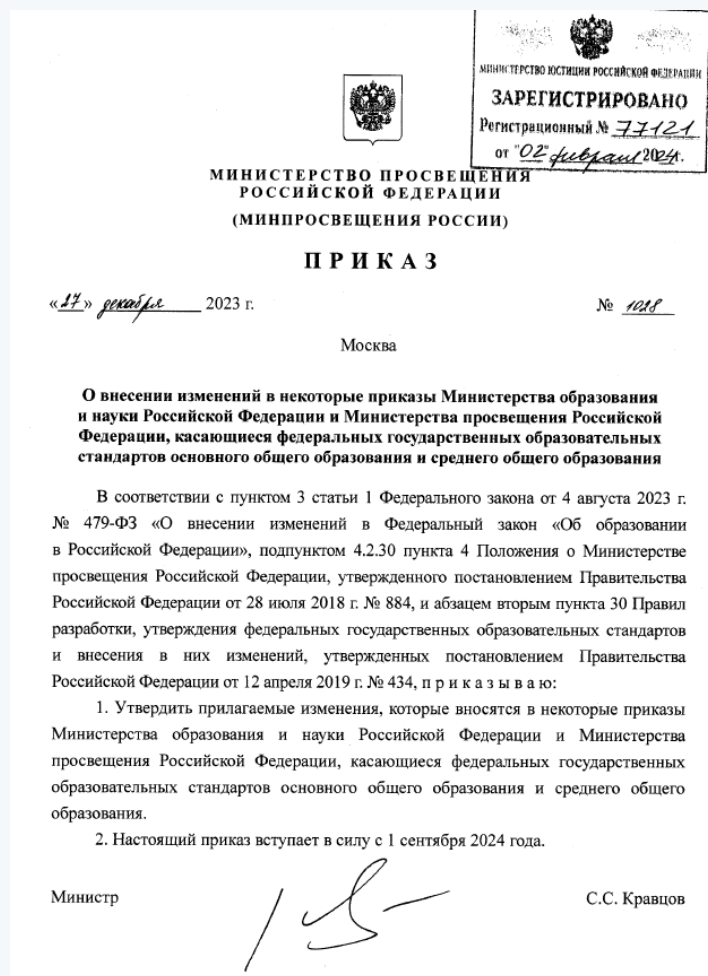 МИНИСТЕРСТВО ЮСТИЦИИ РОССИЙСКОЙ ФЕДЕРАЦИИ
ЗАРЕГИСТРИРОВАНО
Регистрационный № 77121
от "02" февраля 2024г.
МИНИСТЕРСТВО ПРОСВЕЩЕНИЯ
РОССИЙСКОЙ ФЕДЕРАЦИИ
(МИНПРОСВЕЩЕНИЯ РОССИИ)
ПРИКАЗ
«27» декабря 2023 г.
№ 1028
Москва
О внесении изменений в некоторые приказы Министерства образования
и науки Российской Федерации и Министерства просвещения Российской
Федерации, касающиеся федеральных государственных образовательных
стандартов основного общего образования и среднего общего образования
В соответствии с пунктом 3 статьи 1 Федерального закона от 4 августа 2023 г.
№ 479-ФЗ «О внесении изменений в Федеральный закон «Об образовании
в Российской Федерации», подпунктом 4.2.30 пункта 4 Положения о Министерстве
просвещения Российской Федерации, утвержденного постановлением Правительства
Российской Федерации от 28 июля 2018 г. № 884, и абзацем вторым пункта 30 Правил
разработки, утверждения федеральных государственных образовательных стандартов
и внесения в них изменений, утвержденных постановлением Правительства
Российской Федерации от 12 апреля 2019 г. № 434, п р и к а з ы в а ю:
1. Утвердить прилагаемые изменения, которые вносятся в некоторые приказы
Министерства образования и науки Российской Федерации и Министерства
просвещения Российской Федерации, касающиеся федеральных государственных
образовательных стандартов основного общего образования и среднего общего
образования.
2. Настоящий приказ вступает в силу с 1 сентября 2024 года.
Министр
С.С. Кравцов